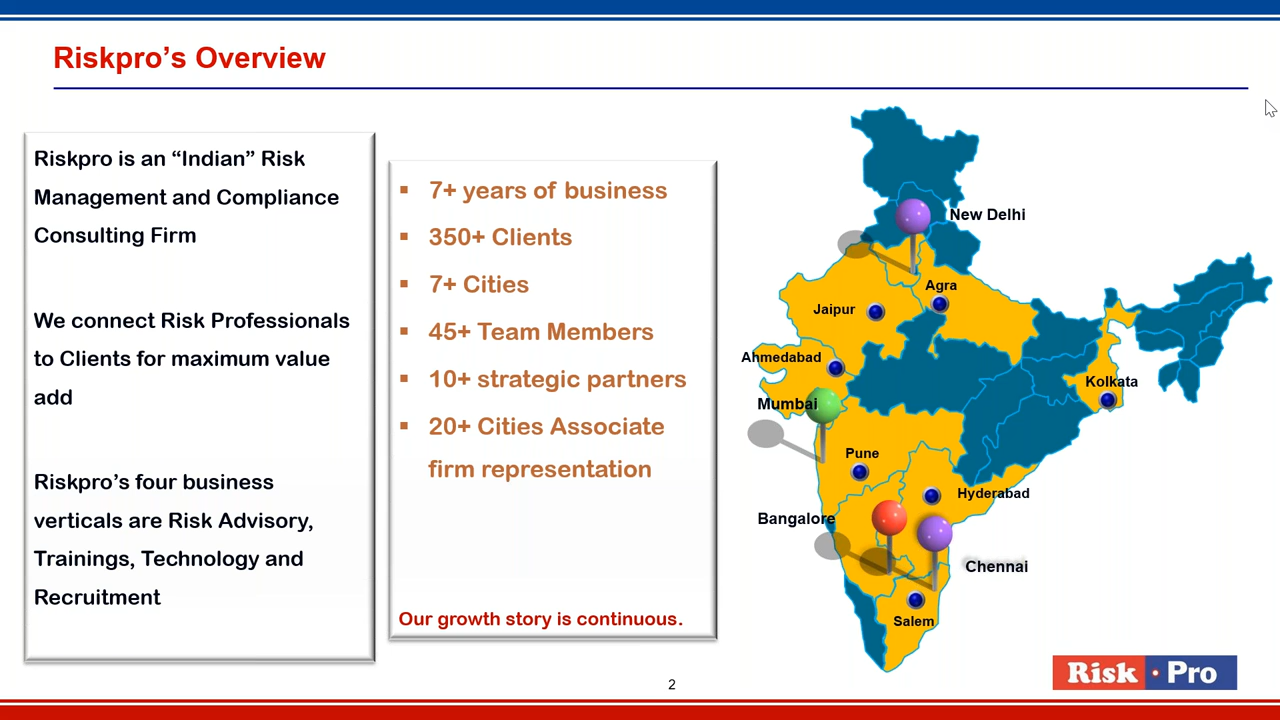 Riskpro’s Overview
Riskpro is an “Indian” Risk
Management and Compliance
Consulting Firm
We connect Risk Professionals
to Clients for maximum value
add
Riskpro’s four business
verticals are Risk Advisory,
Trainings, Technology and
Recruitment
▪ 7+ years of business
▪ 350+ Clients
▪ 7+ Cities
▪ 45+ Team Members
▪ 10+ strategic partners
▪ 20+ Cities Associate
firm representation
Our growth story is continuous.
New Delhi
Agra
Jaipur
Ahmedabad
Kolkata
Mumbai
Pune
Hyderabad
Bangalore
Chennai
Salem
Risk Pro
2